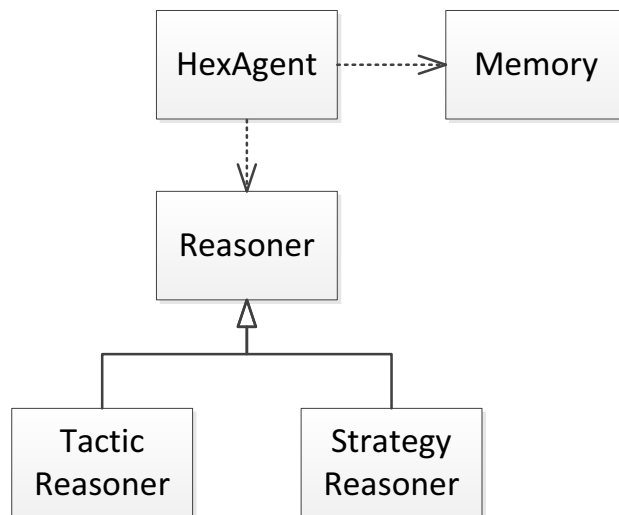 HexAgent
Memory
Reasoner
Tactic
Reasoner
Strategy
Reasoner